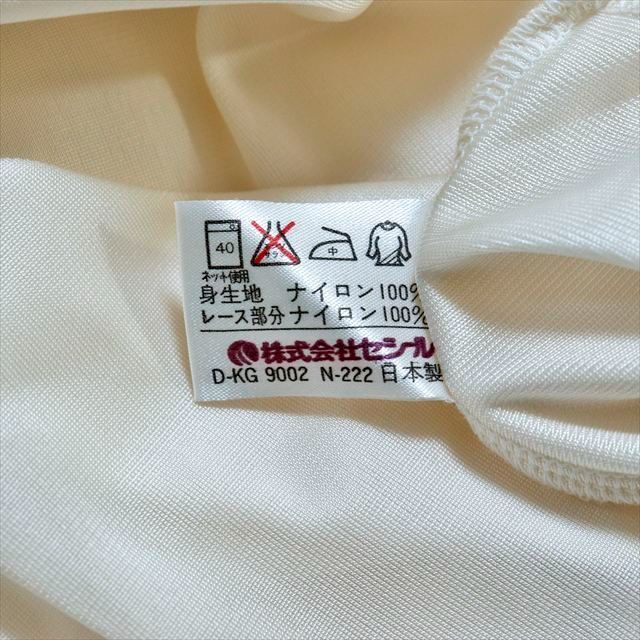 40 中
ネット使用
身生地 ナイロン100%
レース部分 ナイロン100%
株式会社セシール
D-KG 9002 N-222 日本製